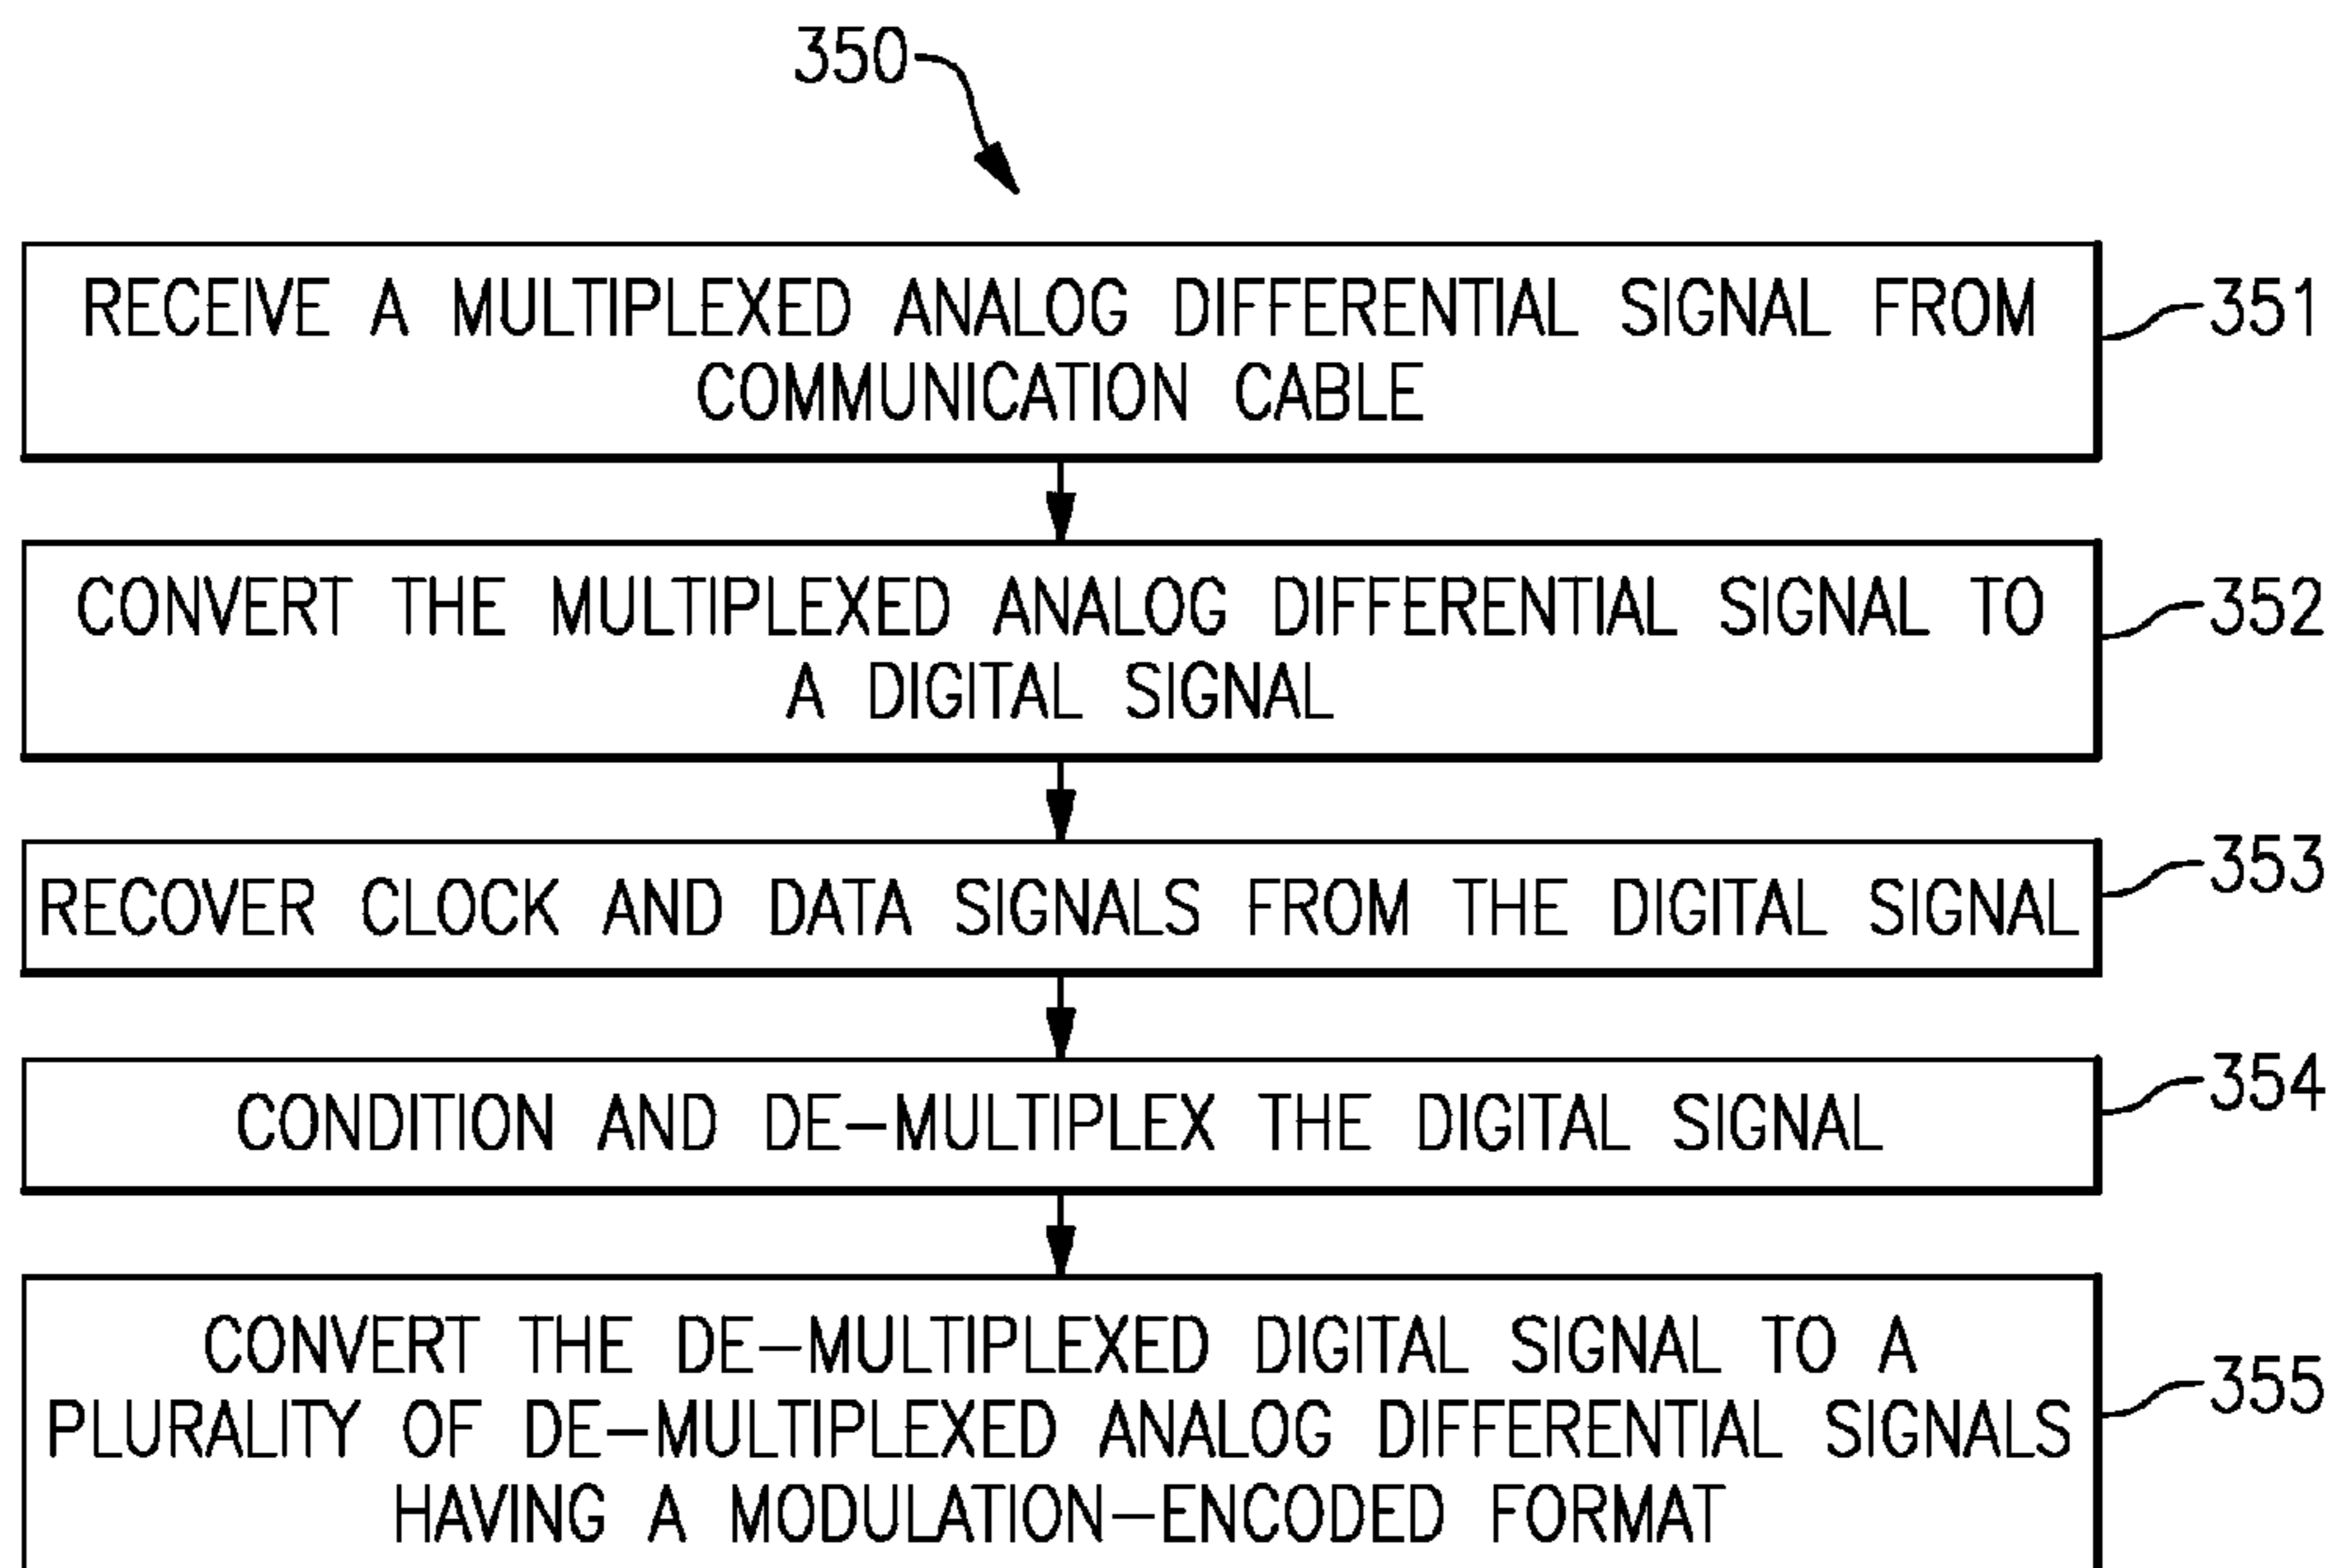 350
RECEIVE A MULTIPLEXED ANALOG DIFFERENTIAL SIGNAL FROM
COMMUNICATION CABLE
351
CONVERT THE MULTIPLEXED ANALOG DIFFERENTIAL SIGNAL TO
A DIGITAL SIGNAL
352
RECOVER CLOCK AND DATA SIGNALS FROM THE DIGITAL SIGNAL
353
CONDITION AND DE-MULTIPLEX THE DIGITAL SIGNAL
354
CONVERT THE DE-MULTIPLEXED DIGITAL SIGNAL TO A
PLURALITY OF DE-MULTIPLEXED ANALOG DIFFERENTIAL SIGNALS
HAVING A MODULATION-ENCODED FORMAT
355